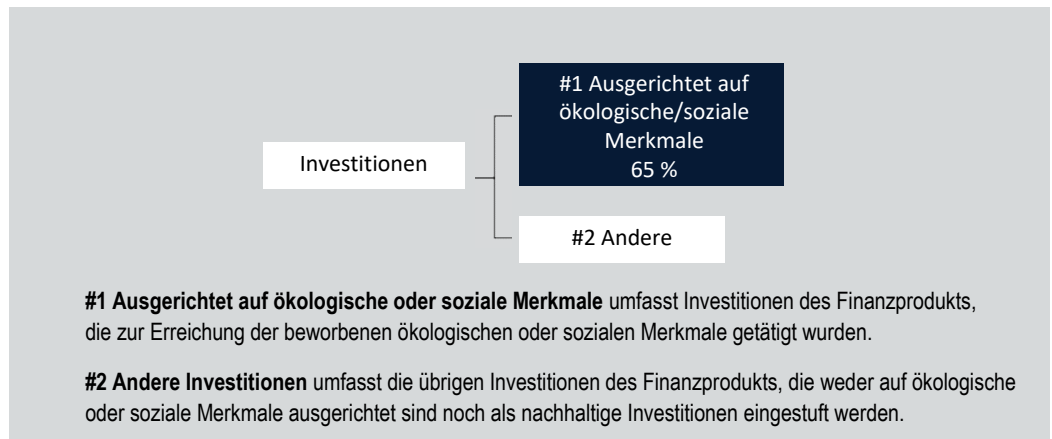 #1 Ausgerichtet auf
ökologische/soziale
Merkmale
65 %
Investitionen
#2 Andere
#1 Ausgerichtet auf ökologische oder soziale Merkmale umfasst Investitionen des Finanzprodukts,
die zur Erreichung der beworbenen ökologischen oder sozialen Merkmale getätigt wurden.
#2 Andere Investitionen umfasst die übrigen Investitionen des Finanzprodukts, die weder auf ökologische
oder soziale Merkmale ausgerichtet sind noch als nachhaltige Investitionen eingestuft werden.